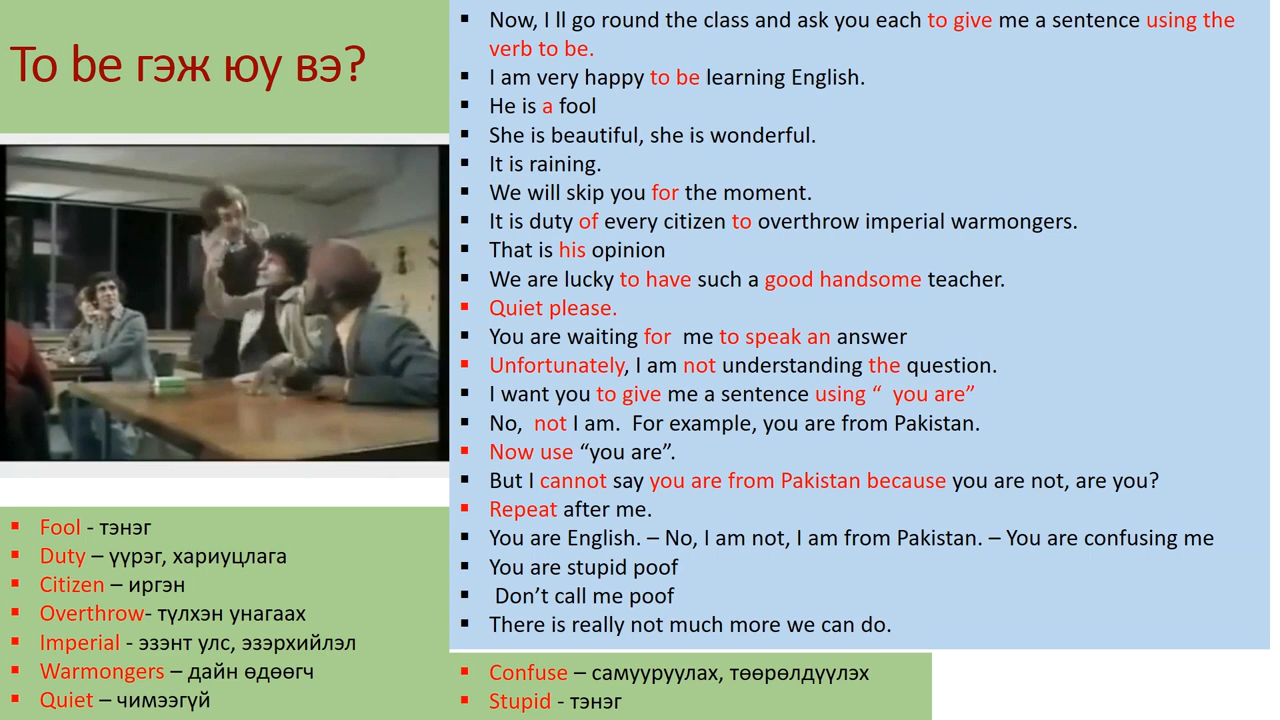 To be гэж юу вэ?
Now, I ll go round the class and ask you each to give me a sentence using the
verb to be.
I am very happy to be learning English.
He is a fool
She is beautiful, she is wonderful.
It is raining.
We will skip you for the moment.
It is duty of every citizen to overthrow imperial warmongers.
That is his opinion
We are lucky to have such a good handsome teacher.
Quiet please.
You are waiting for  me to speak an answer
Unfortunately, I am not understanding the question.
I want you to give me a sentence using “  you are”
No,  not I am.  For example, you are from Pakistan.
Now use “you are”.
But I cannot say you are from Pakistan because you are not, are you?
Repeat after me.
You are English. – No, I am not, I am from Pakistan. – You are confusing me
You are stupid poof
Don’t call me poof
There is really not much more we can do.
Fool - тэнэг
Duty – үүрэг, хариуцлага
Citizen – иргэн
Overthrow- түлхэн унагаах
Imperial - эзэнт улс, эзэрхийлэл
Warmongers – дайн өдөөгч
Quiet – чимээгүй
Confuse – самууруулах, төөрөлдүүлэх
Stupid - тэнэг